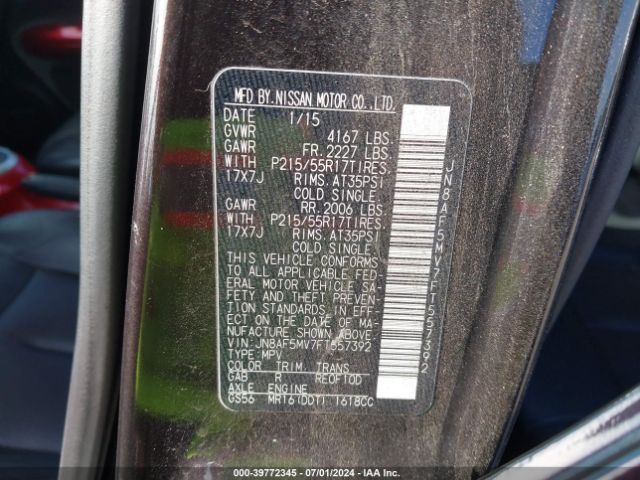 MFD BY.NISSAN MOTOR CO.,LTD.
DATE 1/15
GVWR 4167 LBS.
GAWR FR. 2227 LBS.
WITH P215/55R17TIRES.
17X7J RIMS. AT35PSI
COLD SINGLE.
GAWR RR. 2006 LBS.
WITH P215/55R17TIRES.
17X7J RIMS. AT35PSI
COLD SINGLE.
THIS VEHICLE CONFORMS
TO ALL APPLICABLE FED-
ERAL MOTOR VEHICLE SA-
FETY AND THEFT PREVEN-
TION STANDARDS IN EFF-
ECT ON THE DATE OF MA-
NUFACTURE SHOWN ABOVE.
VIN:JN8AF5MV7FT557392
TYPE MPV
COLOR TRIM. TRANS
GAB R RE0F10D
AXLE ENGINE
GS56 MR16(DDT) 1618CC
JN8AF5MV7FT557392
000-39772345 - 07/01/2024 - IAA Inc.